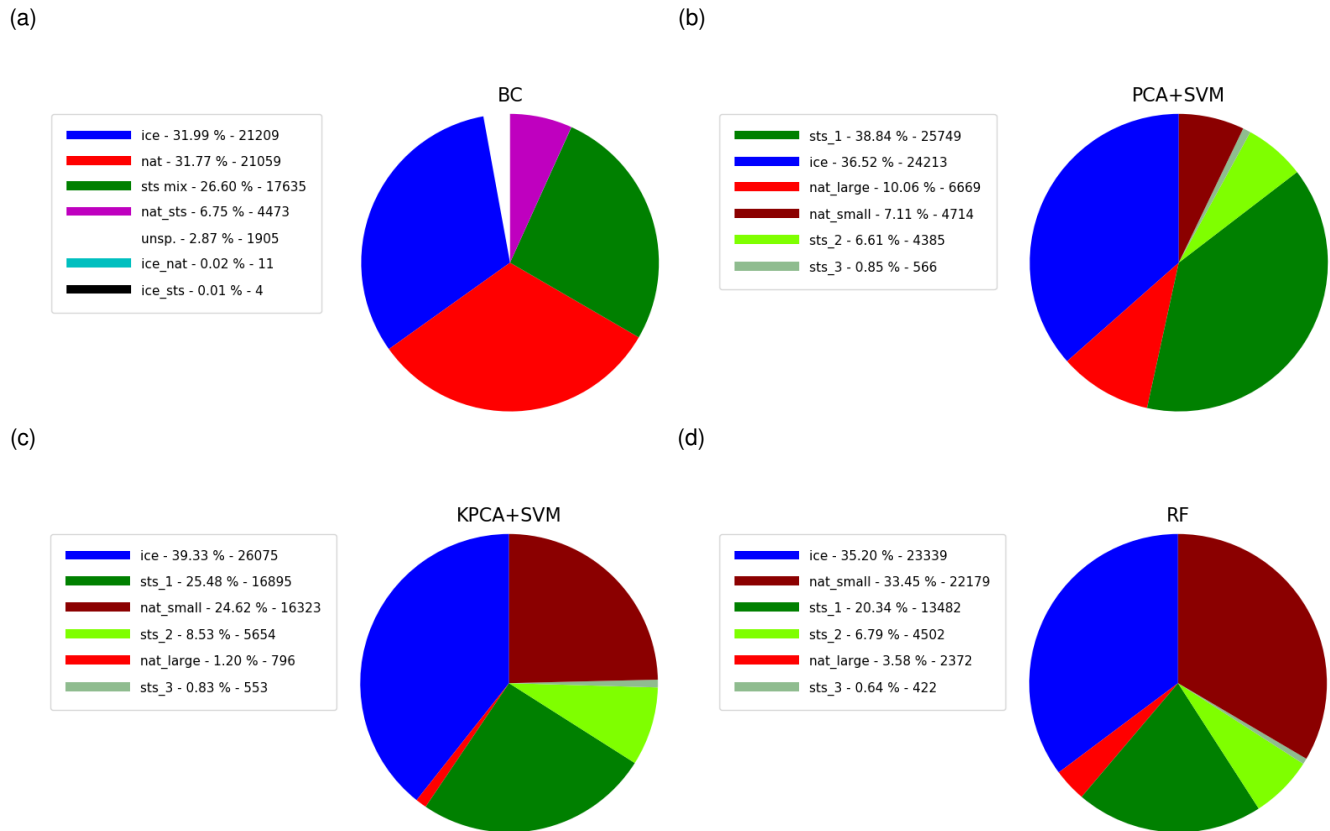 (a)
BC
ice - 31.99 % - 21209
nat - 31.77 % - 21059
sts mix - 26.60 % - 17635
nat_sts - 6.75 % - 4473
unsp. - 2.87 % - 1905
ice_nat - 0.02 % - 11
ice_sts - 0.01 % - 4
(b)
PCA+SVM
sts_1 - 38.84 % - 25749
ice - 36.52 % - 24213
nat_large - 10.06 % - 6669
nat_small - 7.11 % - 4714
sts_2 - 6.61 % - 4385
sts_3 - 0.85 % - 566
(c)
KPCA+SVM
ice - 39.33 % - 26075
sts_1 - 25.48 % - 16895
nat_small - 24.62 % - 16323
sts_2 - 8.53 % - 5654
nat_large - 1.20 % - 796
sts_3 - 0.83 % - 553
(d)
RF
ice - 35.20 % - 23339
nat_small - 33.45 % - 22179
sts_1 - 20.34 % - 13482
sts_2 - 6.79 % - 4502
nat_large - 3.58 % - 2372
sts_3 - 0.64 % - 422